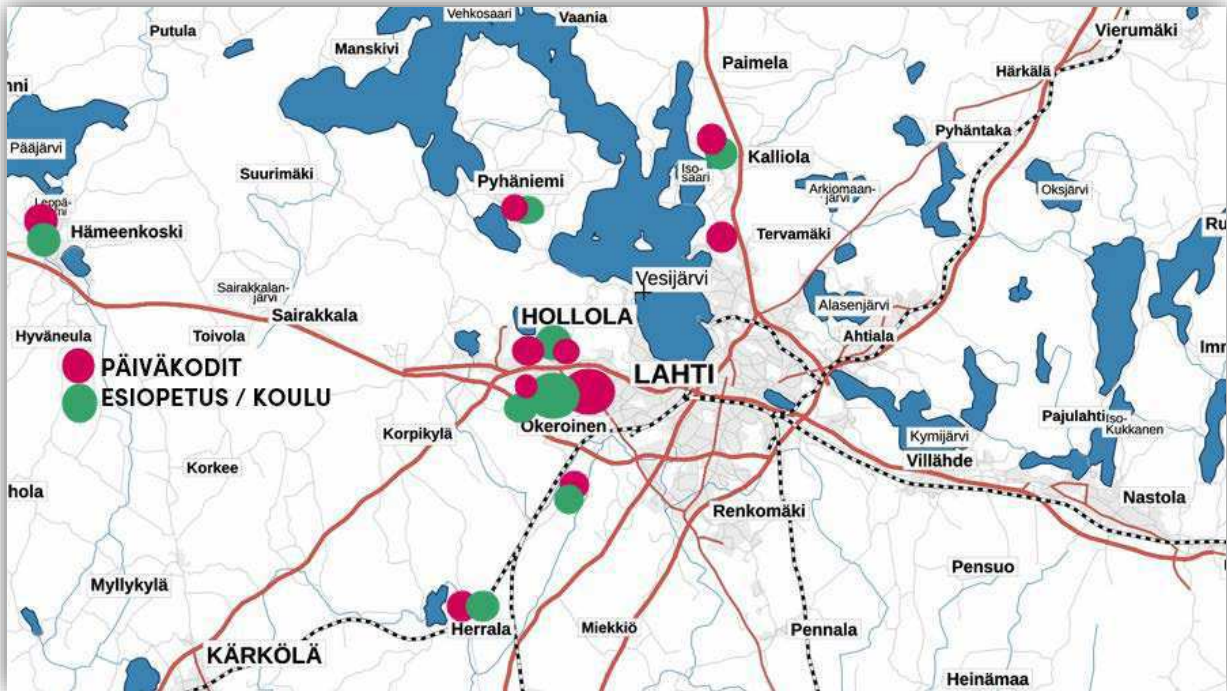 Vehkosaari
Vaania
Putula
Manskivi
Vierumäki
Paimela
Härkälä
nni
Pyhäntaka
Pääjärvi
Kalliola
Iso-
saari
Suurimäki
Pyhäniemi
Arkiomaan-
järvi
Oksjärvi
Leppä-
Hämeenkoski
Ru
Tervamäki
Vesijärvi
Sairakkalan-
järvi
Alasenjärvi
Sairakkala
HOLLOLA
Hyväneula
Toivola
Ahtiala
Imr
PÄIVÄKODIT
LAHTI
ESIOPETUS / KOULU
Pajulahti
Iso-
Kukkanen
Korpikylä
Okeroinen
Kymijärvi
Villähde
Korkee
hola
Nastola
Renkomäki
Pensuo
Myllykylä
Herrala
Miekkiö
Pennala
KÄRKÖLÄ
Heinämaa